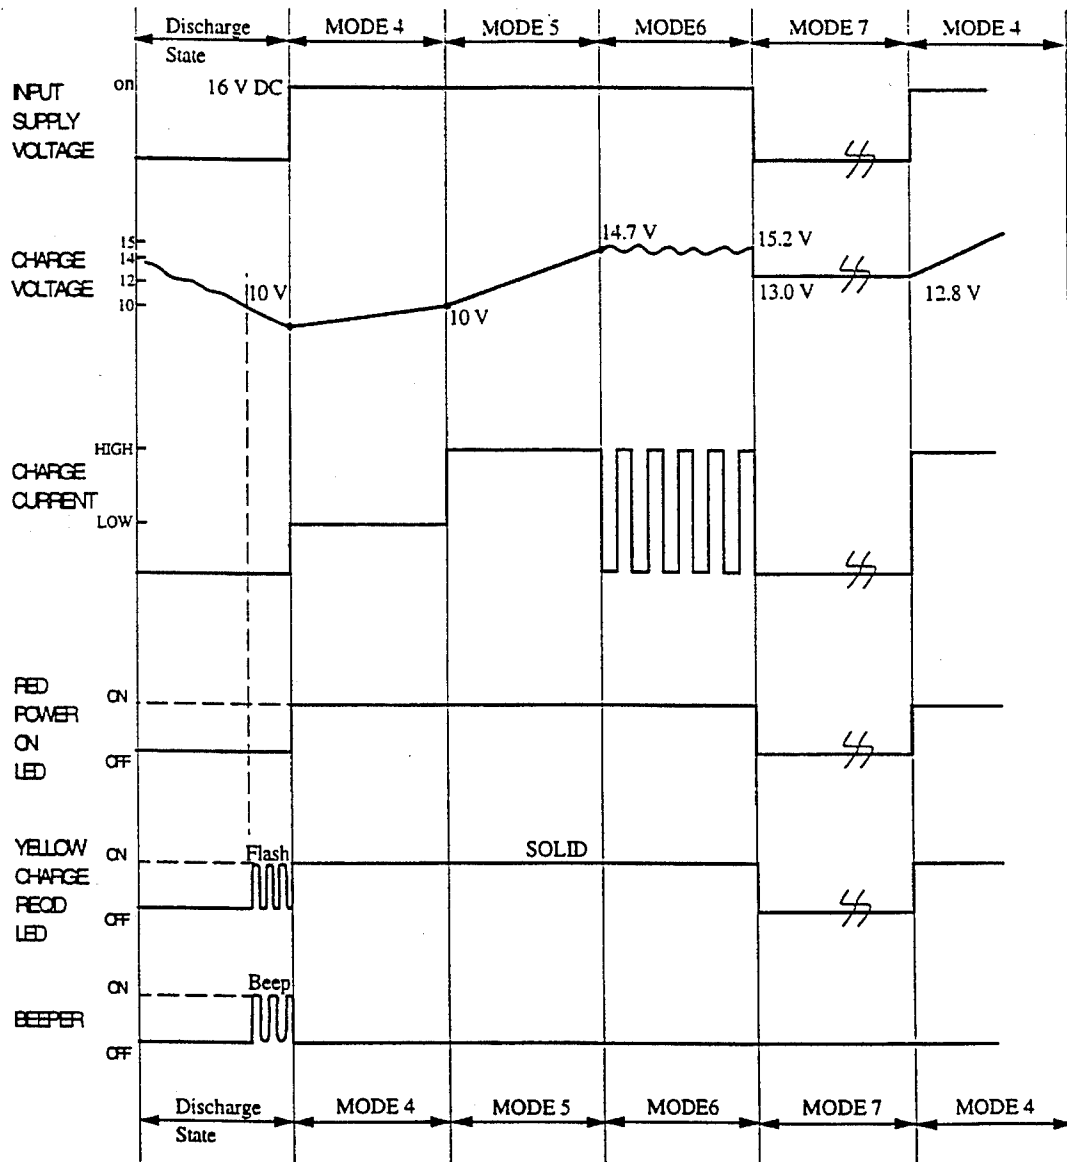 Discharge State MODE 4 MODE 5 MODE6 MODE 7 MODE 4
INPUT SUPPLY VOLTAGE
on
16 V DC
CHARGE VOLTAGE
15
14
12
10
10 V
10 V
14.7 V
15.2 V
13.0 V
12.8 V
CHARGE CURRENT
HIGH
LOW
RED POWER ON LED
ON
OFF
YELLOW CHARGE REQD LED
ON
OFF
Flash
SOLID
BEEPER
ON
OFF
Beep
Discharge State MODE 4 MODE 5 MODE6 MODE 7 MODE 4